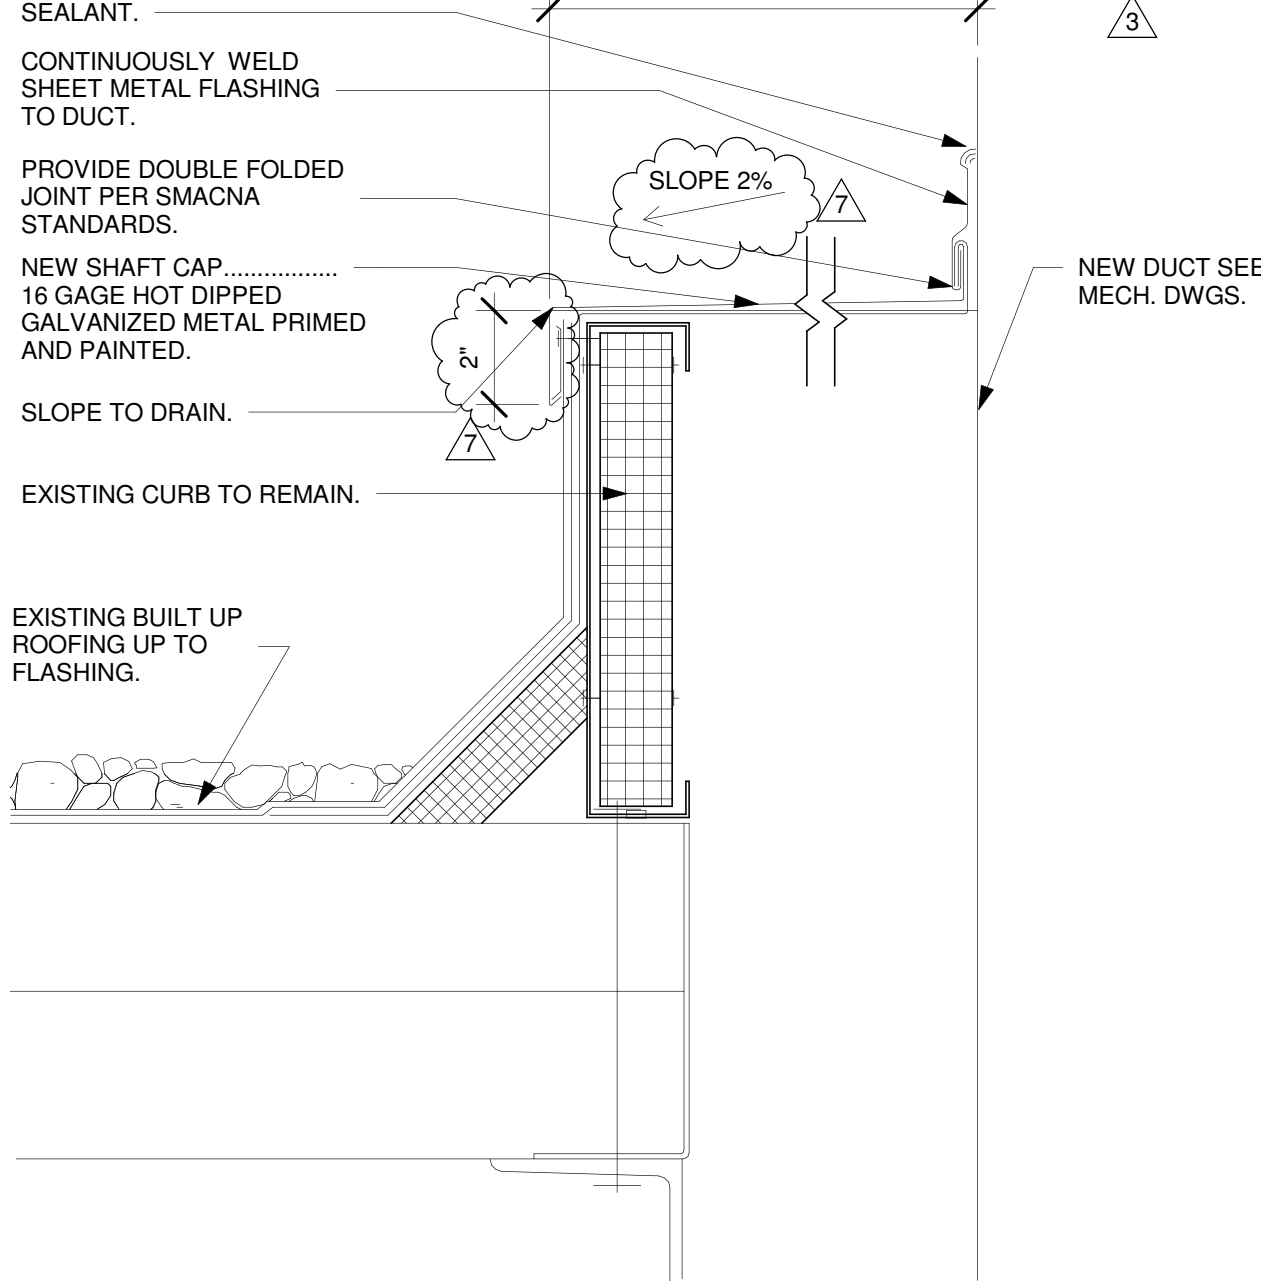 SEALANT.
3
CONTINUOUSLY WELD
SHEET METAL FLASHING
TO DUCT.
PROVIDE DOUBLE FOLDED
JOINT PER SMACNA
STANDARDS.
SLOPE 2%
7
NEW SHAFT CAP.................
16 GAGE HOT DIPPED
GALVANIZED METAL PRIMED
AND PAINTED.
NEW DUCT SEE
MECH. DWGS.
2"
SLOPE TO DRAIN.
7
EXISTING CURB TO REMAIN.
EXISTING BUILT UP
ROOFING UP TO
FLASHING.